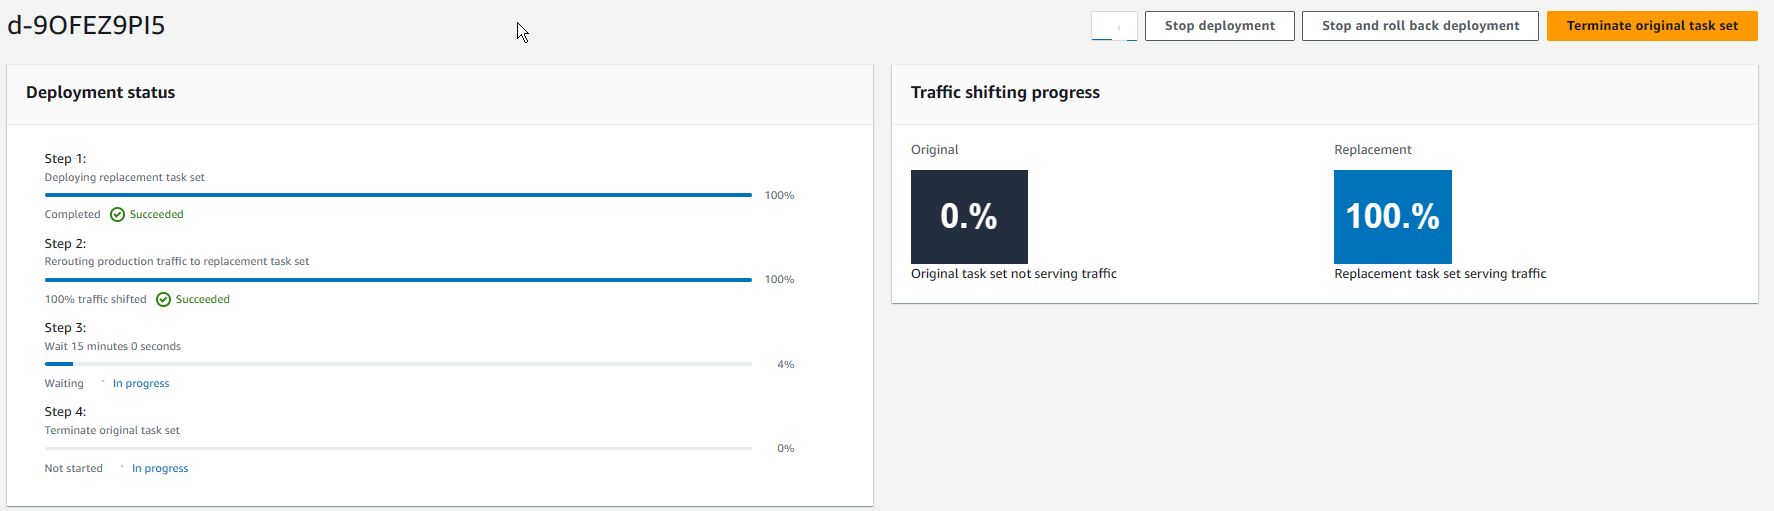 d-9OFEZ9PI5
Stop deployment
Stop and roll back deployment
Terminate original task set
Deployment status
Step 1:
Deploying replacement task set
100%
Completed Succeeded
Step 2:
Rerouting production traffic to replacement task set
100%
100% traffic shifted Succeeded
Step 3:
Wait 15 minutes 0 seconds
4%
Waiting In progress
Step 4:
Terminate original task set
0%
Not started In progress
Traffic shifting progress
Original
0.%
Original task set not serving traffic
Replacement
100.%
Replacement task set serving traffic